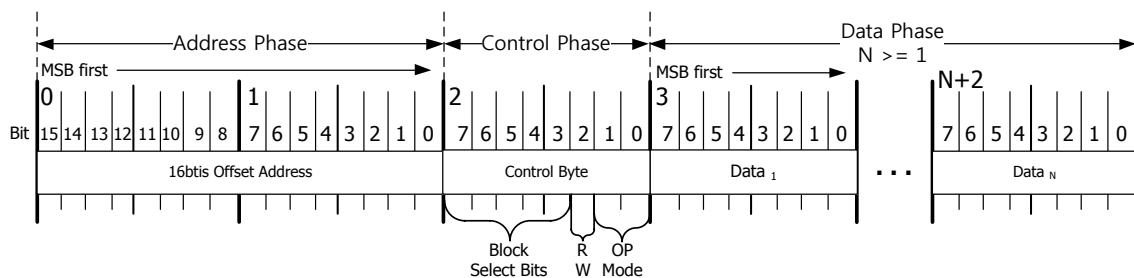 Address Phase Control Phase Data Phase
N >= 1
MSB first MSB first
0 1 2 3 N+2
Bit 15 14 13 12 11 10 9 8 7 6 5 4 3 2 1 0 7 6 5 4 3 2 1 0 7 6 5 4 3 2 1 0 7 6 5 4 3 2 1 0
16btis Offset Address Control Byte Data 1 ... Data N
Block R OP
Select Bits W Mode